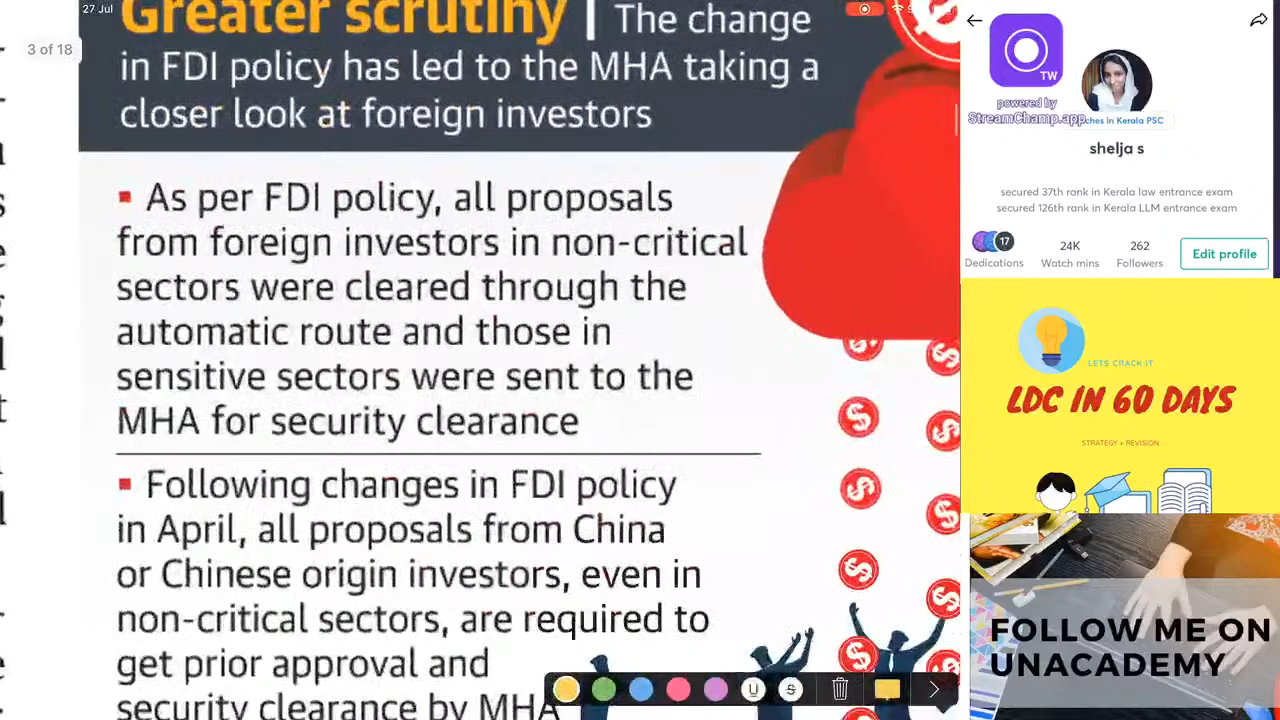 27 Jul
3 of 18
Greater scrutiny | The change
in FDI policy has led to the MHA taking a
closer look at foreign investors
▪ As per FDI policy, all proposals
from foreign investors in non-critical
sectors were cleared through the
automatic route and those in
sensitive sectors were sent to the
MHA for security clearance
▪ Following changes in FDI policy
in April, all proposals from China
or Chinese origin investors, even in
non-critical sectors, are required to
get prior approval and
security clearance by MHA
U
S
TW
powered by
StreamChamp.app
ches in Kerala PSC
shelja s
secured 37th rank in Kerala law entrance exam
secured 126th rank in Kerala LLM entrance exam
17
24K
262
Dedications
Watch mins
Followers
Edit profile
LETS CRACK IT
LDC IN 60 DAYS
STRATEGY + REVISION
FOLLOW ME ON
UNACADEMY